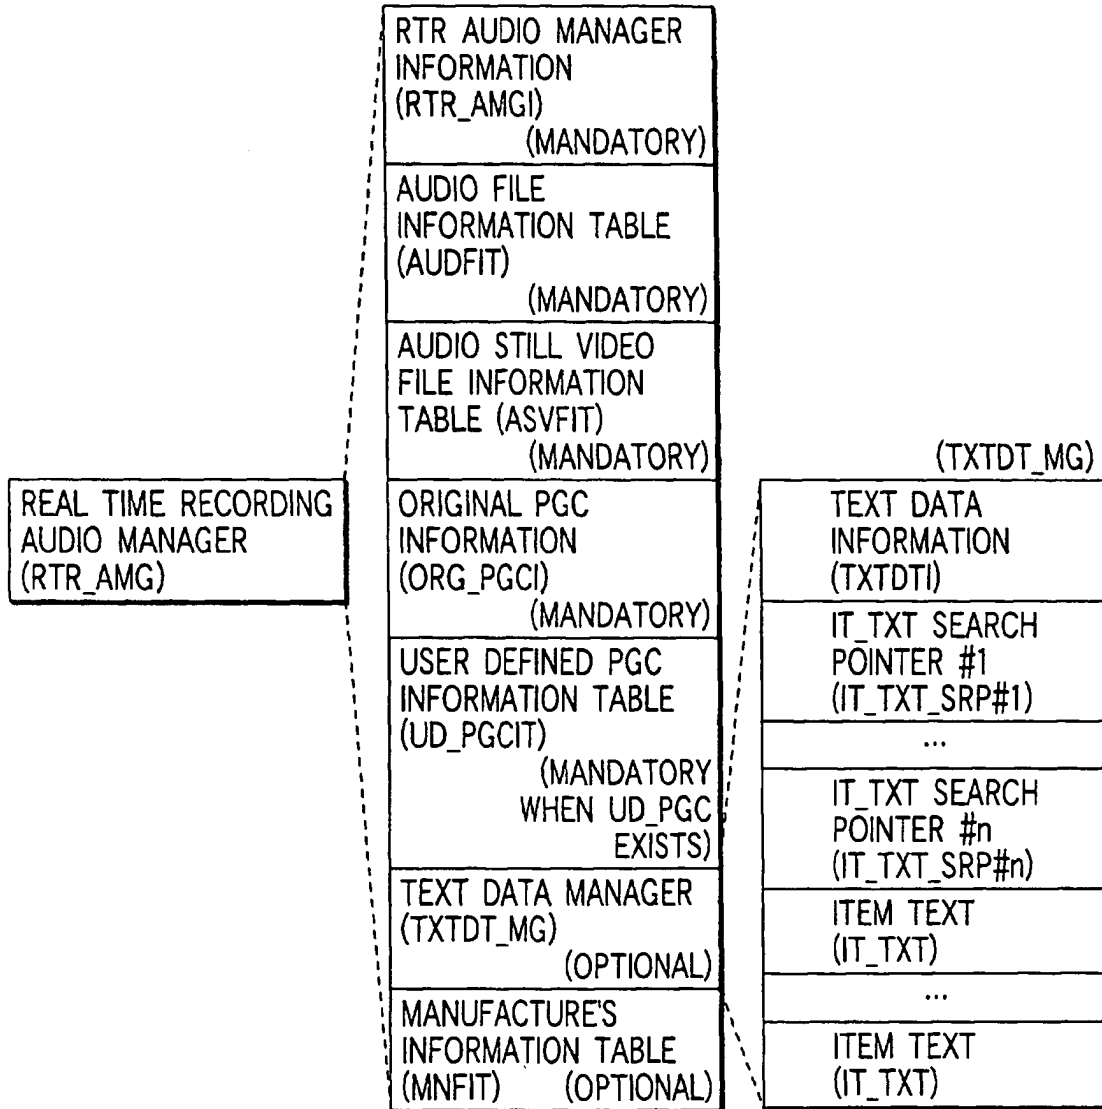 REAL TIME RECORDING
AUDIO MANAGER
(RTR_AMG)
RTR AUDIO MANAGER
INFORMATION
(RTR_AMGI)
(MANDATORY)
AUDIO FILE
INFORMATION TABLE
(AUDFIT)
(MANDATORY)
AUDIO STILL VIDEO
FILE INFORMATION
TABLE (ASVFIT)
(MANDATORY)
ORIGINAL PGC
INFORMATION
(ORG_PGCI)
(MANDATORY)
USER DEFINED PGC
INFORMATION TABLE
(UD_PGCIT)
(MANDATORY
WHEN UD_PGC
EXISTS)
TEXT DATA MANAGER
(TXTDT_MG)
(OPTIONAL)
MANUFACTURE'S
INFORMATION TABLE
(MNFIT) (OPTIONAL)
(TXTDT_MG)
TEXT DATA
INFORMATION
(TXTDTI)
IT_TXT SEARCH
POINTER #1
(IT_TXT_SRP#1)
...
IT_TXT SEARCH
POINTER #n
(IT_TXT_SRP#n)
ITEM TEXT
(IT_TXT)
...
ITEM TEXT
(IT_TXT)